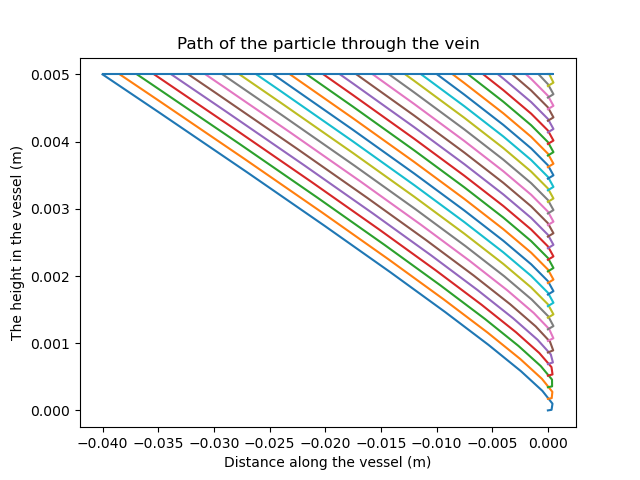 Path of the particle through the vein
The height in the vessel (m)
0.005
0.004
0.003
0.002
0.001
0.000
−0.040 −0.035 −0.030 −0.025 −0.020 −0.015 −0.010 −0.005 0.000
Distance along the vessel (m)